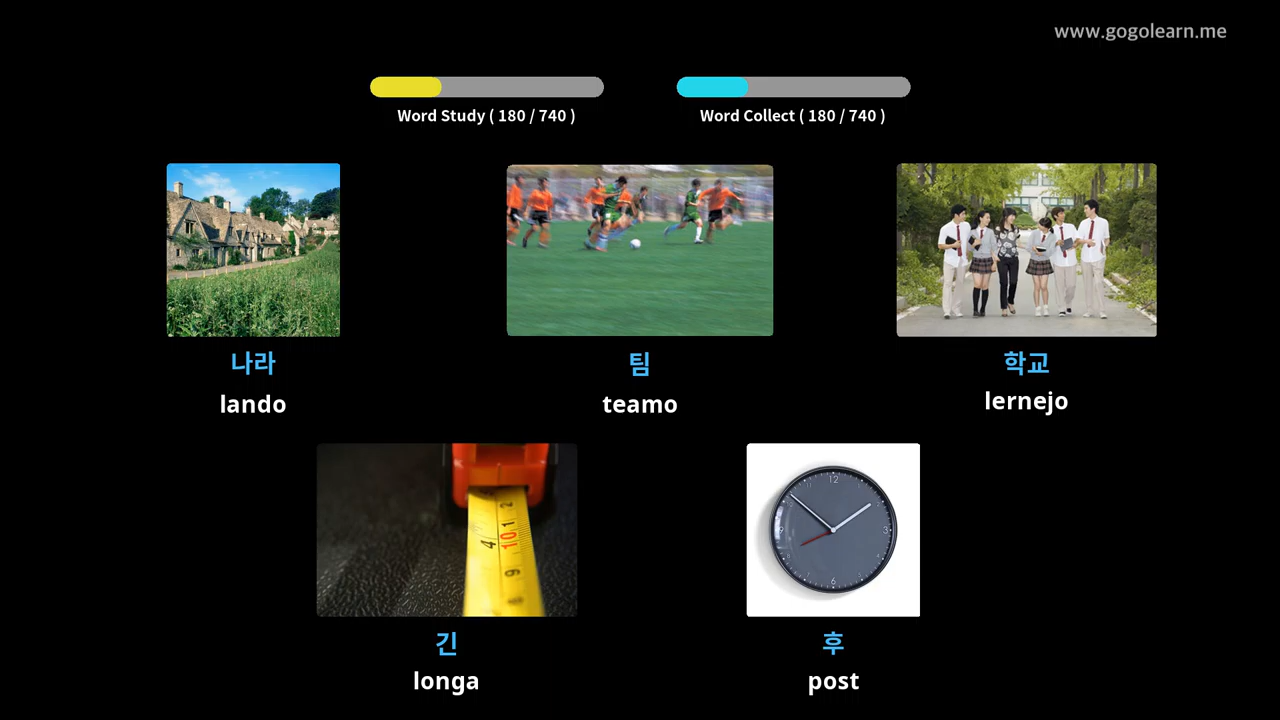 www.gogolearn.me
Word Study ( 180 / 740 )
Word Collect ( 180 / 740 )
나라
lando
팀
teamo
학교
lernejo
긴
longa
후
post